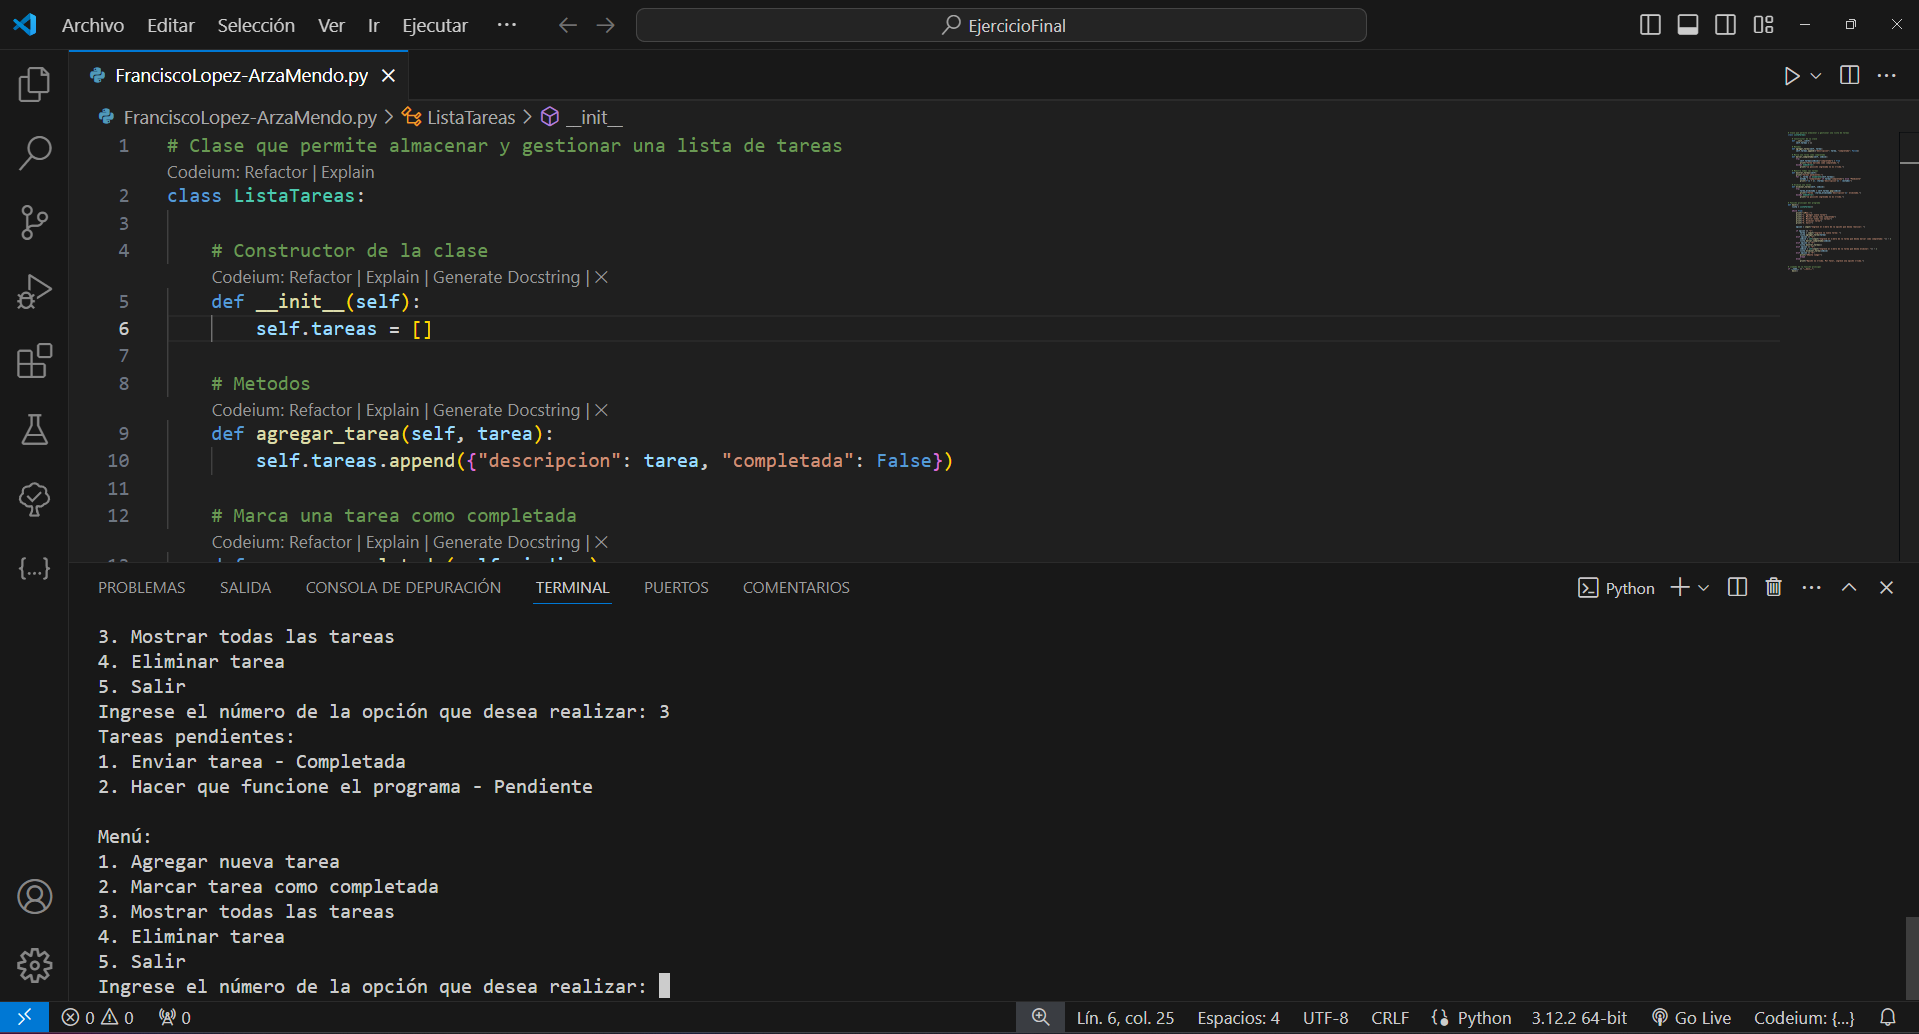 Archivo Editar Selección Ver Ir Ejecutar ··· EjercicioFinal
FranciscoLopez-ArzaMendo.py
FranciscoLopez-ArzaMendo.py > ListaTareas > __init__
1 # Clase que permite almacenar y gestionar una lista de tareas
Codeium: Refactor | Explain
2 class ListaTareas:
3
4 # Constructor de la clase
Codeium: Refactor | Explain | Generate Docstring | X
5 def __init__(self):
6 self.tareas = []
7
8 # Metodos
Codeium: Refactor | Explain | Generate Docstring | X
9 def agregar_tarea(self, tarea):
10 self.tareas.append({"descripcion": tarea, "completada": False})
11
12 # Marca una tarea como completada
Codeium: Refactor | Explain | Generate Docstring | X
PROBLEMAS SALIDA CONSOLA DE DEPURACIÓN TERMINAL PUERTOS COMENTARIOS Python
3. Mostrar todas las tareas
4. Eliminar tarea
5. Salir
Ingrese el número de la opción que desea realizar: 3
Tareas pendientes:
1. Enviar tarea - Completada
2. Hacer que funcione el programa - Pendiente
Menú:
1. Agregar nueva tarea
2. Marcar tarea como completada
3. Mostrar todas las tareas
4. Eliminar tarea
5. Salir
Ingrese el número de la opción que desea realizar:
0 0 0 Lín. 6, col. 25 Espacios: 4 UTF-8 CRLF Python 3.12.2 64-bit Go Live Codeium: {...}